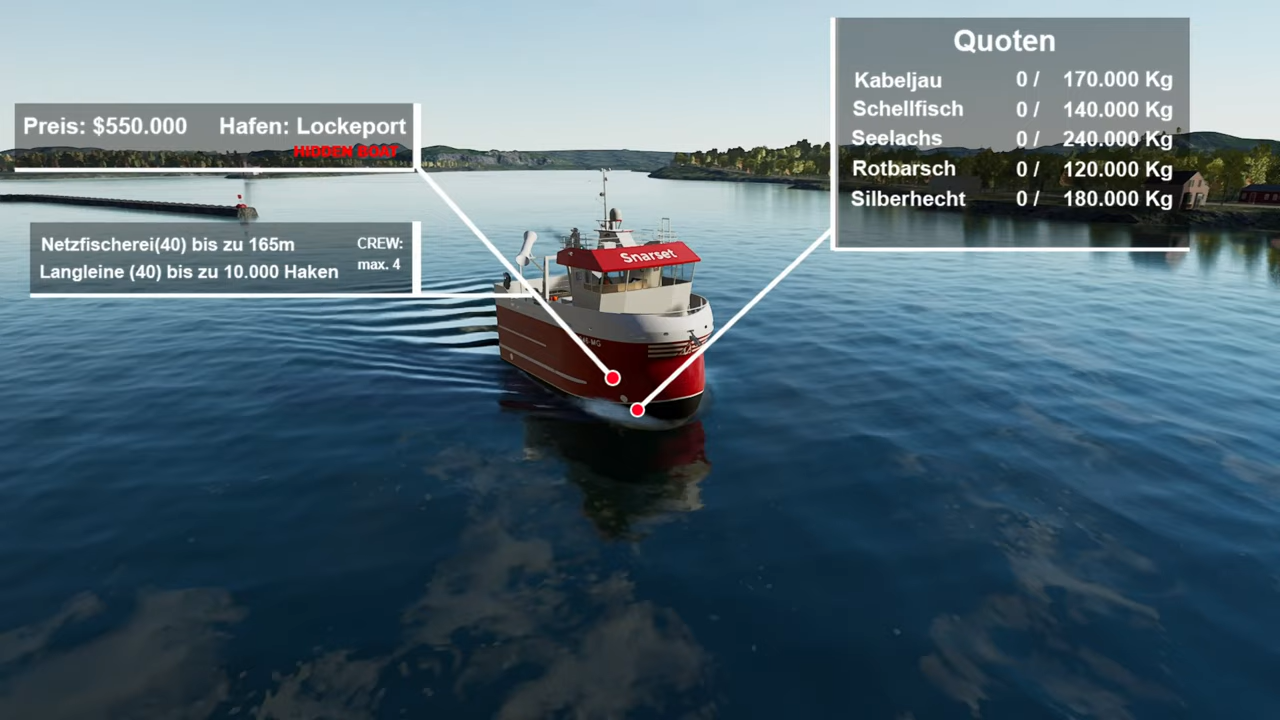 Quoten
Kabeljau 0 / 170.000 Kg
Schellfisch 0 / 140.000 Kg
Seelachs 0 / 240.000 Kg
Rotbarsch 0 / 120.000 Kg
Silberhecht 0 / 180.000 Kg
Preis: $550.000 Hafen: Lockeport
HIDDEN BOAT
Netzfischerei(40) bis zu 165m
Langleine (40) bis zu 10.000 Haken
CREW:
max. 4
Snarset